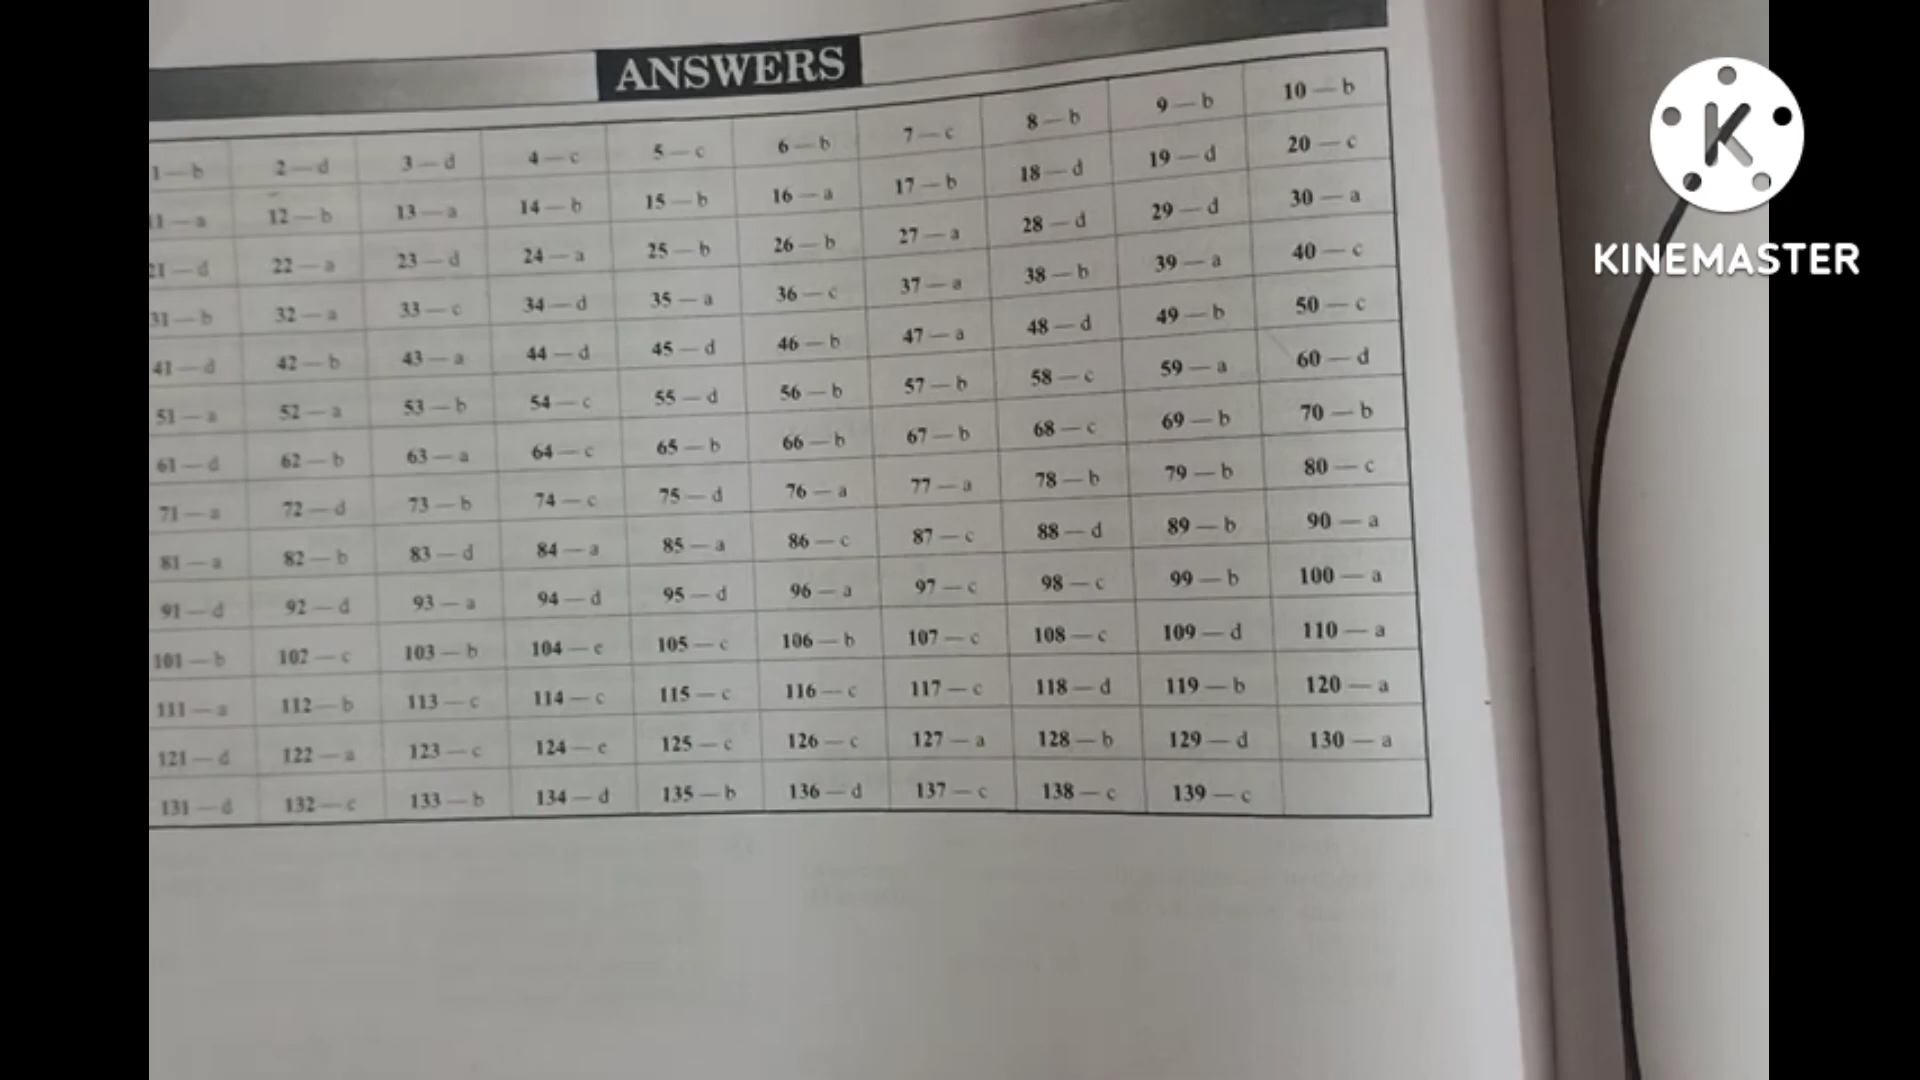 ANSWERS
1 — b 2 — d 3 — d 4 — c 5 — c 6 — b 7 — c 8 — b 9 — b 10 — b
11 — a 12 — b 13 — a 14 — b 15 — b 16 — a 17 — b 18 — d 19 — d 20 — c
21 — d 22 — a 23 — d 24 — a 25 — b 26 — b 27 — a 28 — d 29 — d 30 — a
31 — b 32 — a 33 — c 34 — d 35 — a 36 — c 37 — a 38 — b 39 — a 40 — c
41 — d 42 — b 43 — a 44 — d 45 — d 46 — b 47 — a 48 — d 49 — b 50 — c
51 — a 52 — a 53 — b 54 — c 55 — d 56 — b 57 — b 58 — c 59 — a 60 — d
61 — d 62 — b 63 — a 64 — c 65 — b 66 — b 67 — b 68 — c 69 — b 70 — b
71 — a 72 — d 73 — b 74 — c 75 — d 76 — a 77 — a 78 — b 79 — b 80 — c
81 — a 82 — b 83 — d 84 — a 85 — a 86 — c 87 — c 88 — d 89 — b 90 — a
91 — d 92 — d 93 — a 94 — d 95 — d 96 — a 97 — c 98 — c 99 — b 100 — a
101 — b 102 — c 103 — b 104 — c 105 — c 106 — b 107 — c 108 — c 109 — d 110 — a
111 — a 112 — b 113 — c 114 — c 115 — c 116 — c 117 — c 118 — d 119 — b 120 — a
121 — d 122 — a 123 — c 124 — c 125 — c 126 — c 127 — a 128 — b 129 — d 130 — a
131 — d 132 — c 133 — b 134 — d 135 — b 136 — d 137 — c 138 — c 139 — c
K
KINEMASTER